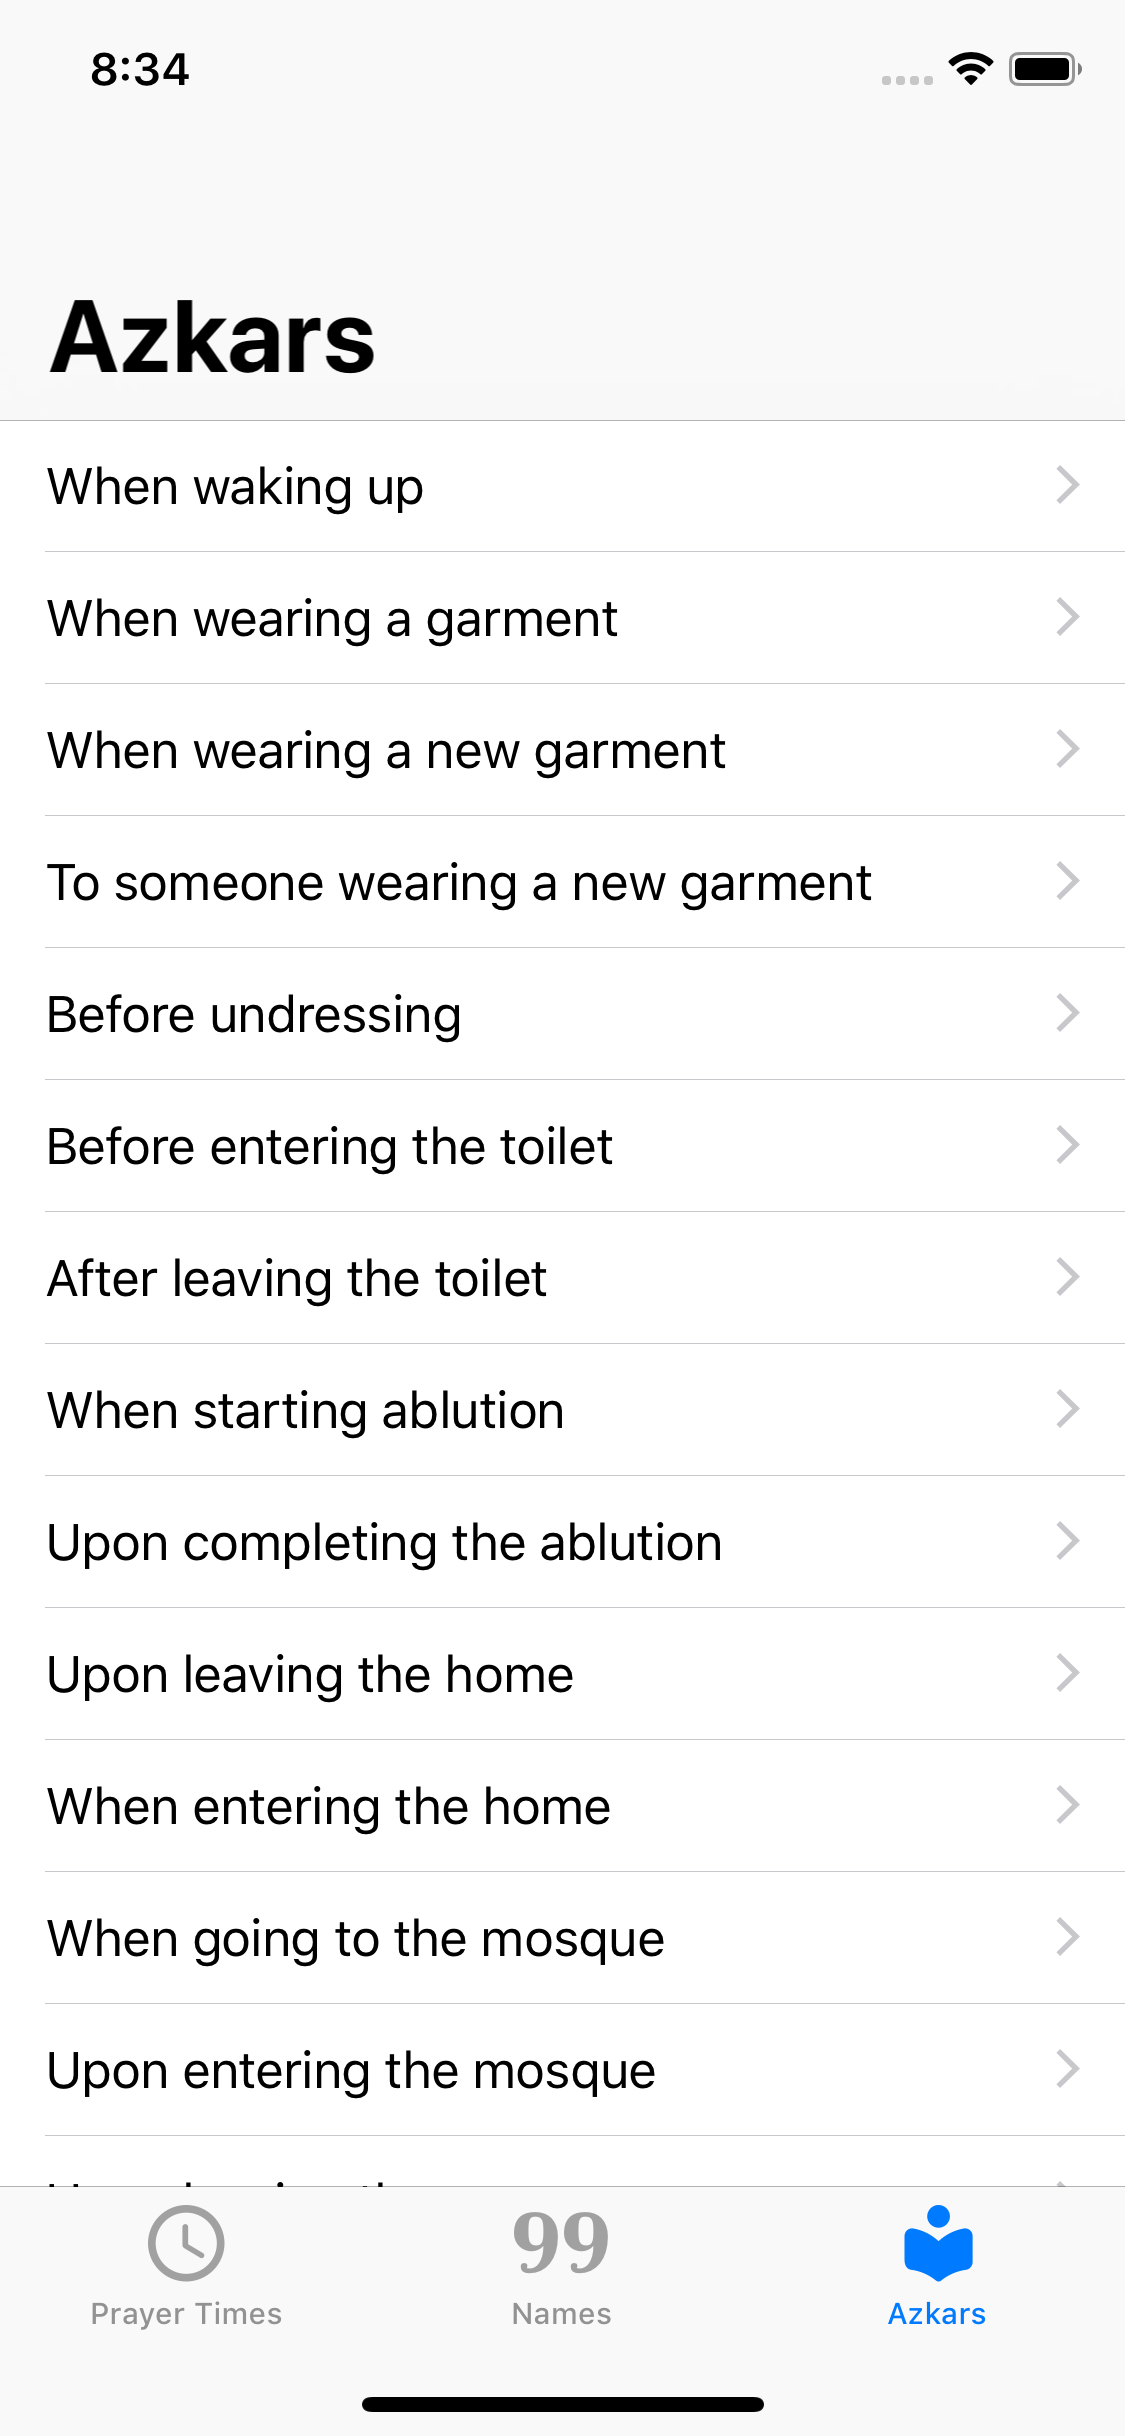 8:34
Azkars
When waking up
When wearing a garment
When wearing a new garment
To someone wearing a new garment
Before undressing
Before entering the toilet
After leaving the toilet
When starting ablution
Upon completing the ablution
Upon leaving the home
When entering the home
When going to the mosque
Upon entering the mosque
99
Prayer Times
Names
Azkars